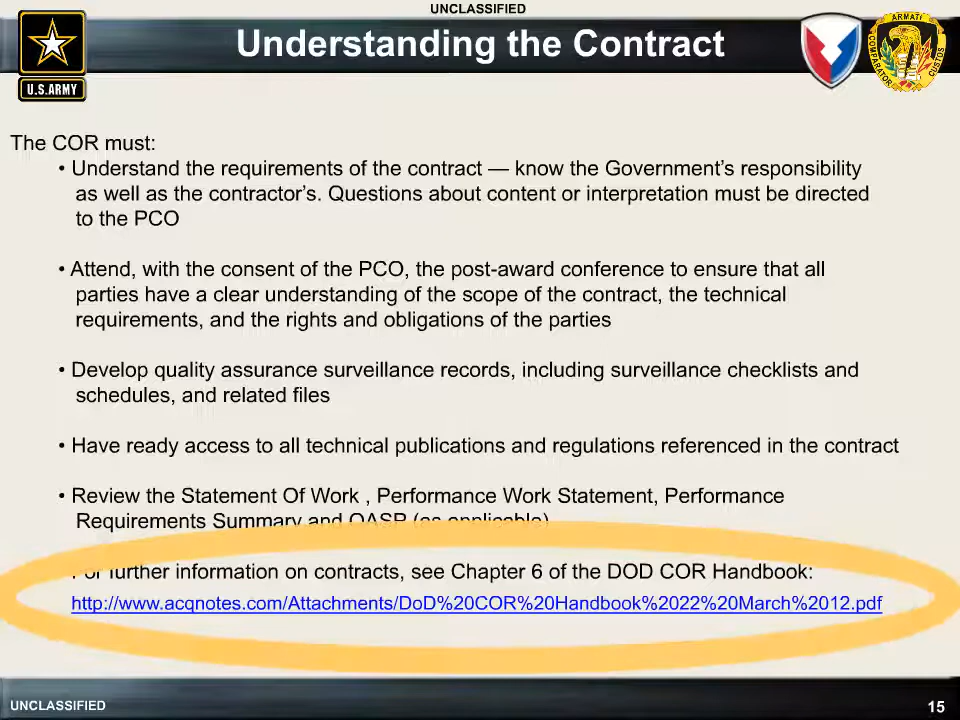 UNCLASSIFIED
Understanding the Contract
U.S.ARMY
ARMATI
COMPARATOR
CUSTOS
The COR must:
• Understand the requirements of the contract — know the Government's responsibility
as well as the contractor's. Questions about content or interpretation must be directed
to the PCO
• Attend, with the consent of the PCO, the post-award conference to ensure that all
parties have a clear understanding of the scope of the contract, the technical
requirements, and the rights and obligations of the parties
• Develop quality assurance surveillance records, including surveillance checklists and
schedules, and related files
• Have ready access to all technical publications and regulations referenced in the contract
• Review the Statement Of Work , Performance Work Statement, Performance
Requirements Summary and QASP (as applicable)
For further information on contracts, see Chapter 6 of the DOD COR Handbook:
http://www.acqnotes.com/Attachments/DoD%20COR%20Handbook%2022%20March%2012.pdf
UNCLASSIFIED
15